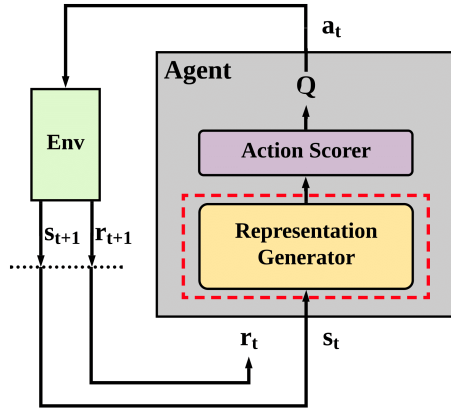 a_t
Agent
Q
Env
Action Scorer
s_{t+1} r_{t+1}
Representation
Generator
r_t
s_t